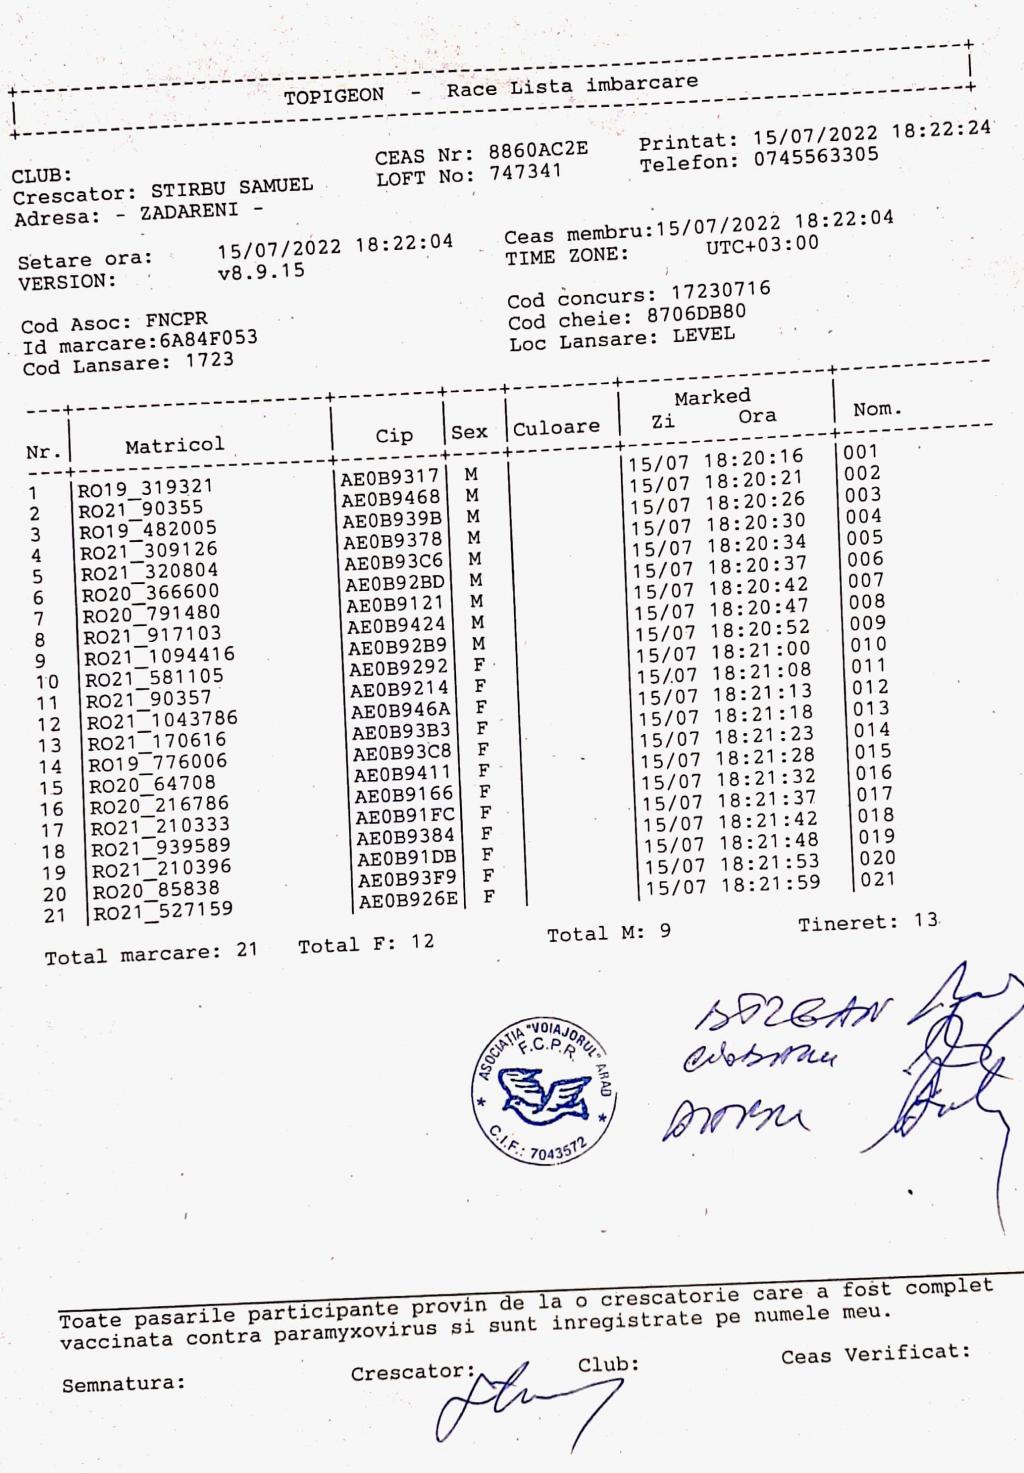 TOPIGEON - Race Lista imbarcare
CLUB: CEAS Nr: 8860AC2E Printat: 15/07/2022 18:22:24
Crescator: STIRBU SAMUEL LOFT No: 747341 Telefon: 0745563305
Adresa: - ZADARENI -
Setare ora: 15/07/2022 18:22:04 Ceas membru:15/07/2022 18:22:04
VERSION: v8.9.15 TIME ZONE: UTC+03:00
Cod Asoc: FNCPR Cod concurs: 17230716
Id marcare:6A84F053 Cod cheie: 8706DB80
Cod Lansare: 1723 Loc Lansare: LEVEL
Marked
Nr. Matricol Cip Sex Culoare Zi Ora Nom.
1 RO19_319321 AE0B9317 M 15/07 18:20:16 001
2 RO21_90355 AE0B9468 M 15/07 18:20:21 002
3 RO19_482005 AE0B939B M 15/07 18:20:26 003
4 RO21_309126 AE0B9378 M 15/07 18:20:30 004
5 RO21_320804 AE0B93C6 M 15/07 18:20:34 005
6 RO20_366600 AE0B92BD M 15/07 18:20:37 006
7 RO20_791480 AE0B9121 M 15/07 18:20:42 007
8 RO21_917103 AE0B9424 M 15/07 18:20:47 008
9 RO21_1094416 AE0B92B9 M 15/07 18:20:52 009
10 RO21_581105 AE0B9292 F 15/07 18:21:00 010
11 RO21_90357 AE0B9214 F 15/07 18:21:08 011
12 RO21_1043786 AE0B946A F 15/07 18:21:13 012
13 RO21_170616 AE0B93B3 F 15/07 18:21:18 013
14 RO19_776006 AE0B93C8 F 15/07 18:21:23 014
15 RO20_64708 AE0B9411 F 15/07 18:21:28 015
16 RO20_216786 AE0B9166 F 15/07 18:21:32 016
17 RO21_210333 AE0B91FC F 15/07 18:21:37 017
18 RO21_939589 AE0B9384 F 15/07 18:21:42 018
19 RO21_210396 AE0B91DB F 15/07 18:21:48 019
20 RO20_85838 AE0B93F9 F 15/07 18:21:53 020
21 RO21_527159 AE0B926E F 15/07 18:21:59 021
Total marcare: 21 Total F: 12 Total M: 9 Tineret: 13
ASOCIAȚIA "VOIAJORUL" ARAD
F.C.P.R.
* C.I.F.: 7043572 *
Toate pasarile participante provin de la o crescatorie care a fost complet
vaccinata contra paramyxovirus si sunt inregistrate pe numele meu.
Semnatura: Crescator: Club: Ceas Verificat: